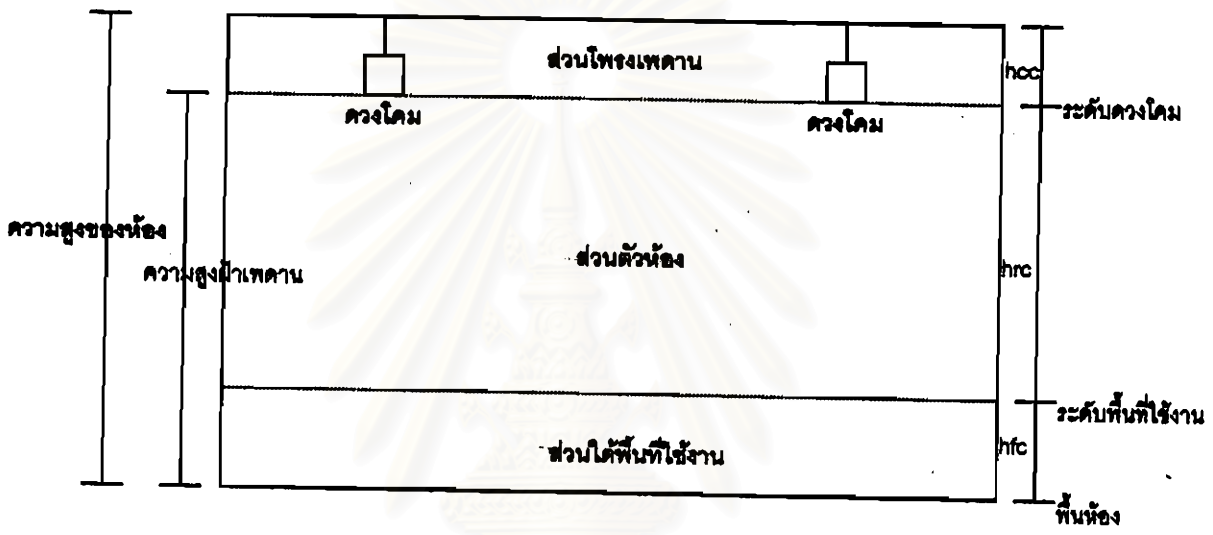 ส่วนโพรงเพดาน
hcc
ดวงโคม
ดวงโคม
ระดับดวงโคม
ความสูงของห้อง
ความสูงฝ้าเพดาน
ส่วนตัวห้อง
hrc
ระดับพื้นที่ใช้งาน
ส่วนใต้พื้นที่ใช้งาน
hfc
พื้นห้อง